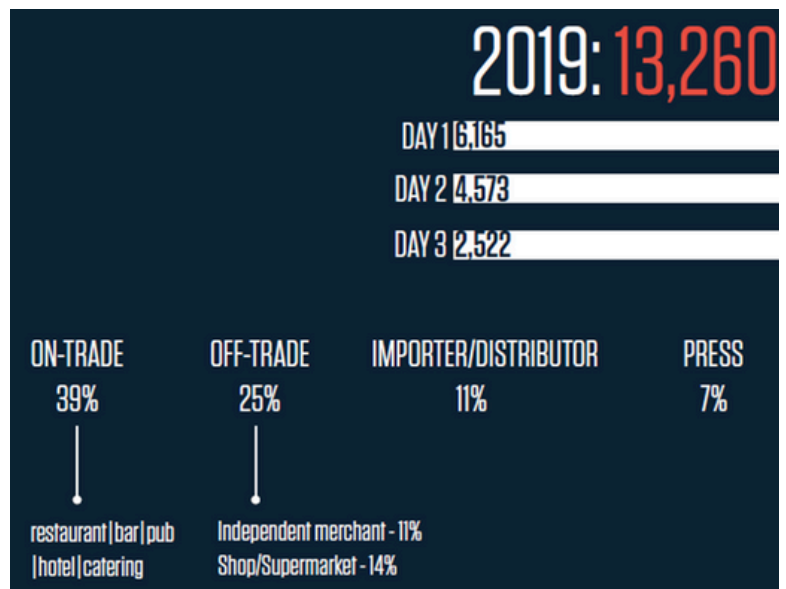 2019: 13,260
DAY 1 6,165
DAY 2 4,573
DAY 3 2,522
ON-TRADE OFF-TRADE IMPORTER/DISTRIBUTOR PRESS
39% 25% 11% 7%
restaurant|bar|pub
|hotel|catering
Independent merchant - 11%
Shop/Supermarket - 14%